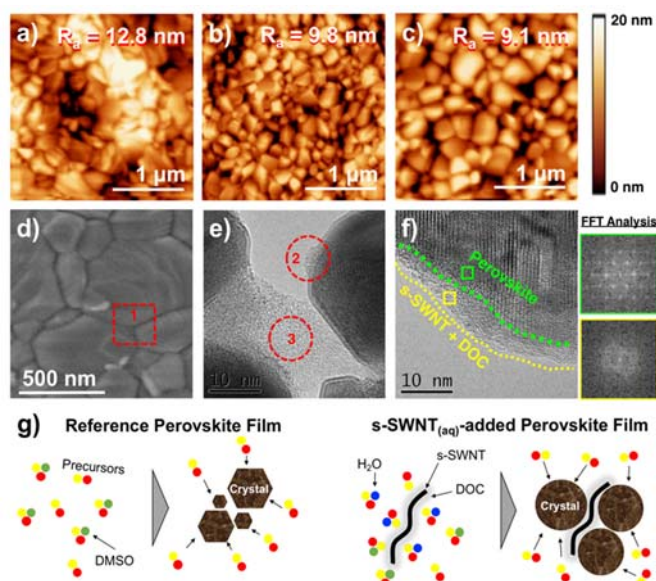 a) Rₐ = 12.8 nm
1 μm
b) Rₐ = 9.8 nm
1 μm
c) Rₐ = 9.1 nm
1 μm
20 nm
0 nm
d)
1
500 nm
e)
2
3
10 nm
f)
Perovskite
s-SWNT + DOC
10 nm
FFT Analysis
g)
Reference Perovskite Film
Precursors
DMSO
Crystal
s-SWNT(aq)-added Perovskite Film
H₂O
s-SWNT
DOC
Crystal